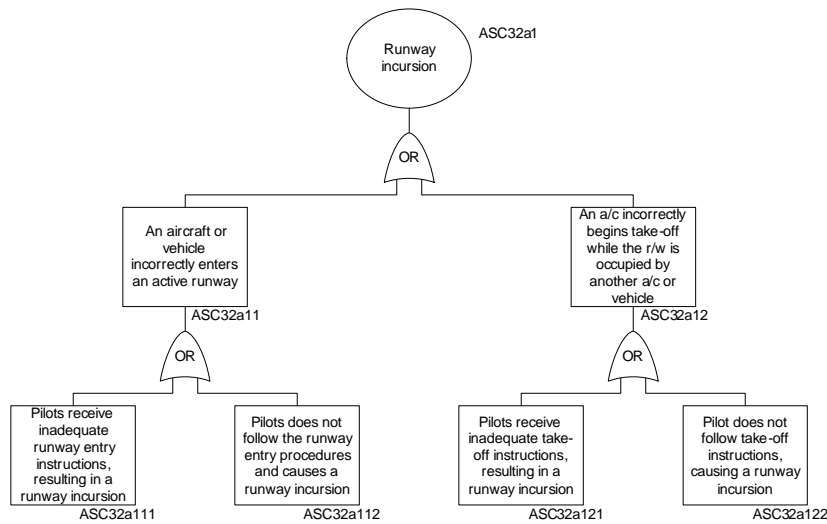 ASC32a1
Runway
incursion
OR
An aircraft or
vehicle
incorrectly enters
an active runway
ASC32a11
An a/c incorrectly
begins take-off
while the r/w is
occupied by
another a/c or
vehicle
ASC32a12
OR
OR
Pilots receive
inadequate
runway entry
instructions,
resulting in a
runway incursion
ASC32a111
Pilots does not
follow the runway
entry procedures
and causes a
runway incursion
ASC32a112
Pilots receive
inadequate take-
off instructions,
resulting in a
runway incursion
ASC32a121
Pilot does not
follow take-off
instructions,
causing a runway
incursion
ASC32a122